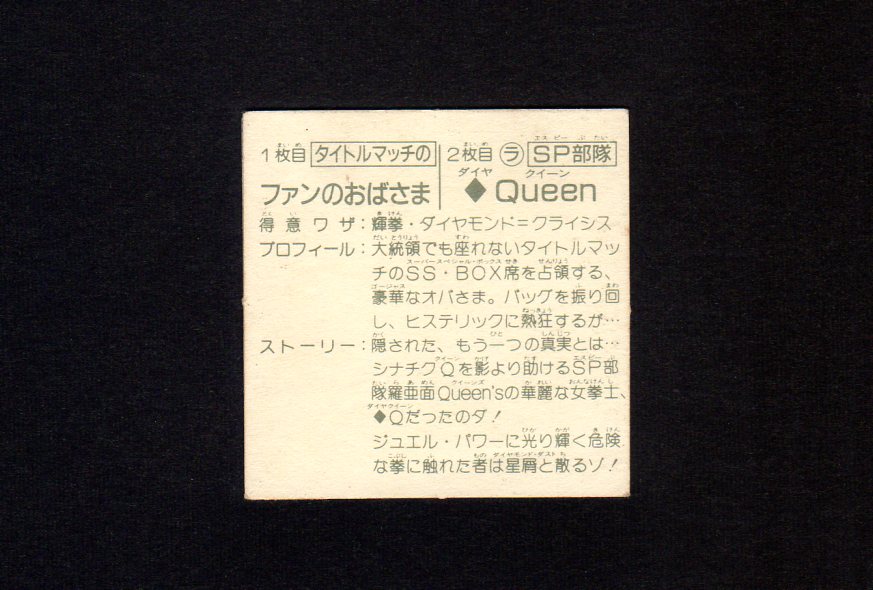 1枚目 タイトルマッチの
ファンのおばさま
2枚目 ラ SP部隊
◆Queen
得意ワザ：輝拳・ダイヤモンド＝クライシス
プロフィール：大統領でも座れないタイトルマッ
チのSS・BOX席を占領する、
豪華なオバさま。バッグを振り回
し、ヒステリックに熱狂するが…
ストーリー：隠された、もう一つの真実とは…
シナチクQを影より助けるSP部
隊羅亜面Queen'sの華麗な女拳士、
◆Qだったのダ！
ジュエル・パワーに光り輝く危険
な拳に触れた者は星屑と散るゾ！